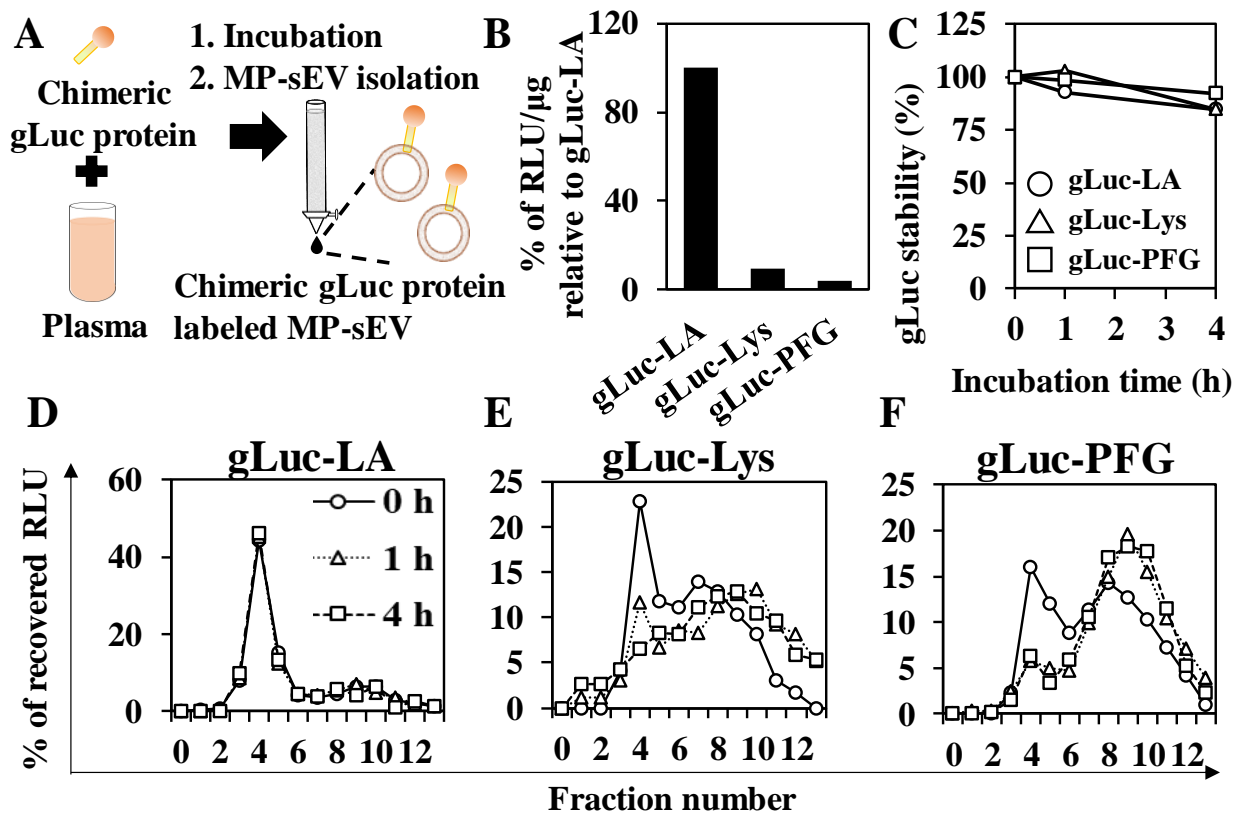 A
1. Incubation
2. MP-sEV isolation
Chimeric
gLuc protein
Plasma
Chimeric gLuc protein
labeled MP-sEV
B
% of RLU/µg
relative to gLuc-LA
120
80
40
0
gLuc-LA
gLuc-Lys
gLuc-PFG
C
gLuc stability (%)
125
100
75
50
25
0
gLuc-LA
gLuc-Lys
gLuc-PFG
0 1 2 3 4
Incubation time (h)
D
gLuc-LA
% of recovered RLU
60
40
20
0
0 h
1 h
4 h
0 2 4 6 8 10 12
E
gLuc-Lys
25
20
15
10
5
0
0 2 4 6 8 10 12
F
gLuc-PFG
25
20
15
10
5
0
0 2 4 6 8 10 12
Fraction number